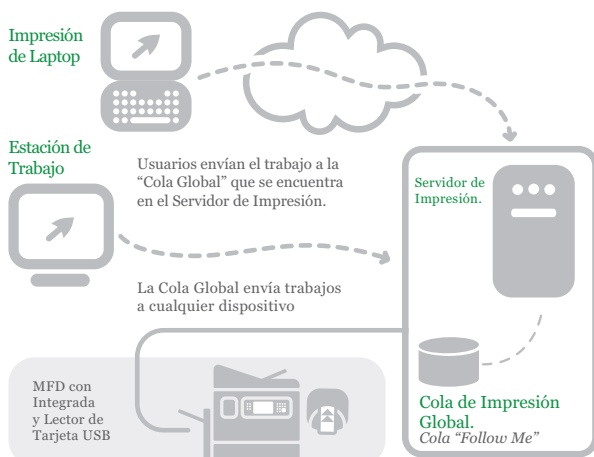 Impresión
de Laptop
Estación de
Trabajo
Usuarios envían el trabajo a la
“Cola Global” que se encuentra
en el Servidor de Impresión.
Servidor de
Impresión.
La Cola Global envía trabajos
a cualquier dispositivo
MFD con
Integrada
y Lector de
Tarjeta USB
Cola de Impresión
Global.
Cola “Follow Me”